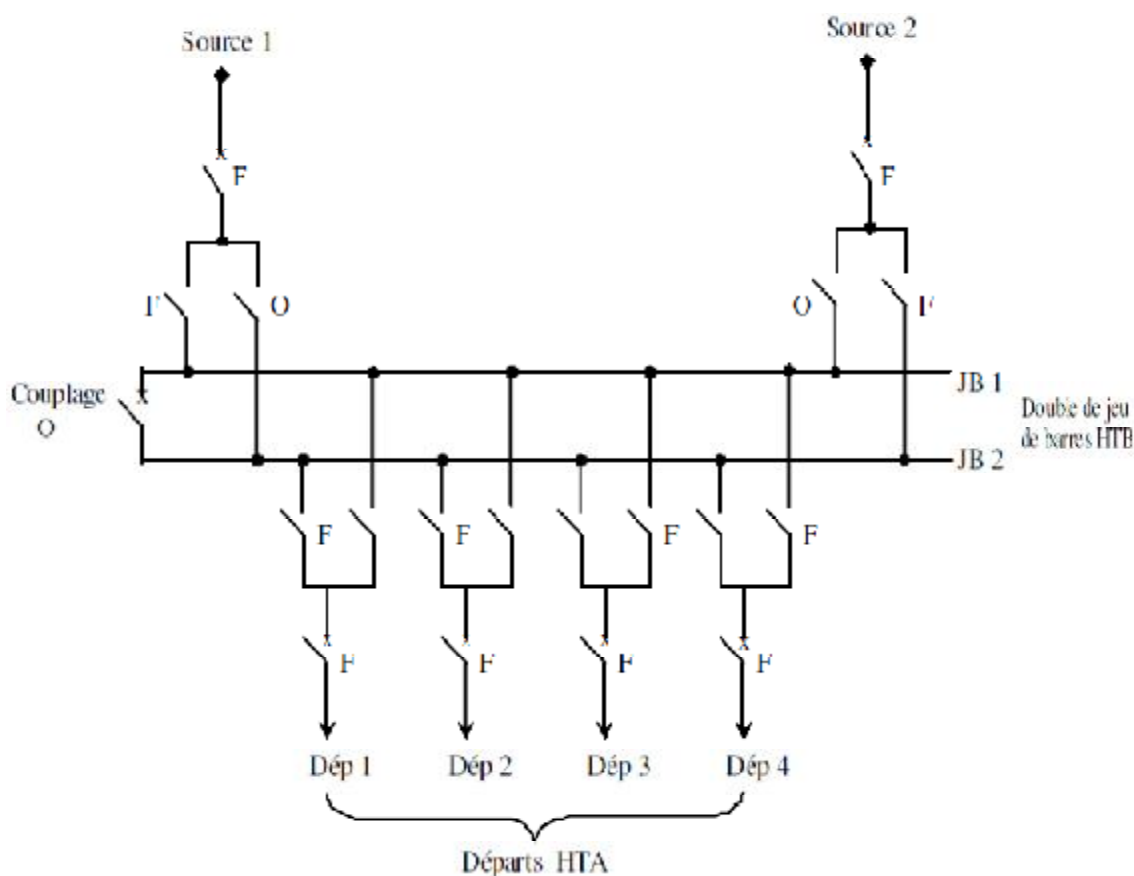 Source 1
Source 2
F
F
F
O
O
F
Couplage
O
JB 1
JB 2
Double de jeu
de barres HTB
F
F
F
F
F
F
F
F
Dép 1
Dép 2
Dép 3
Dép 4
Départs HTA